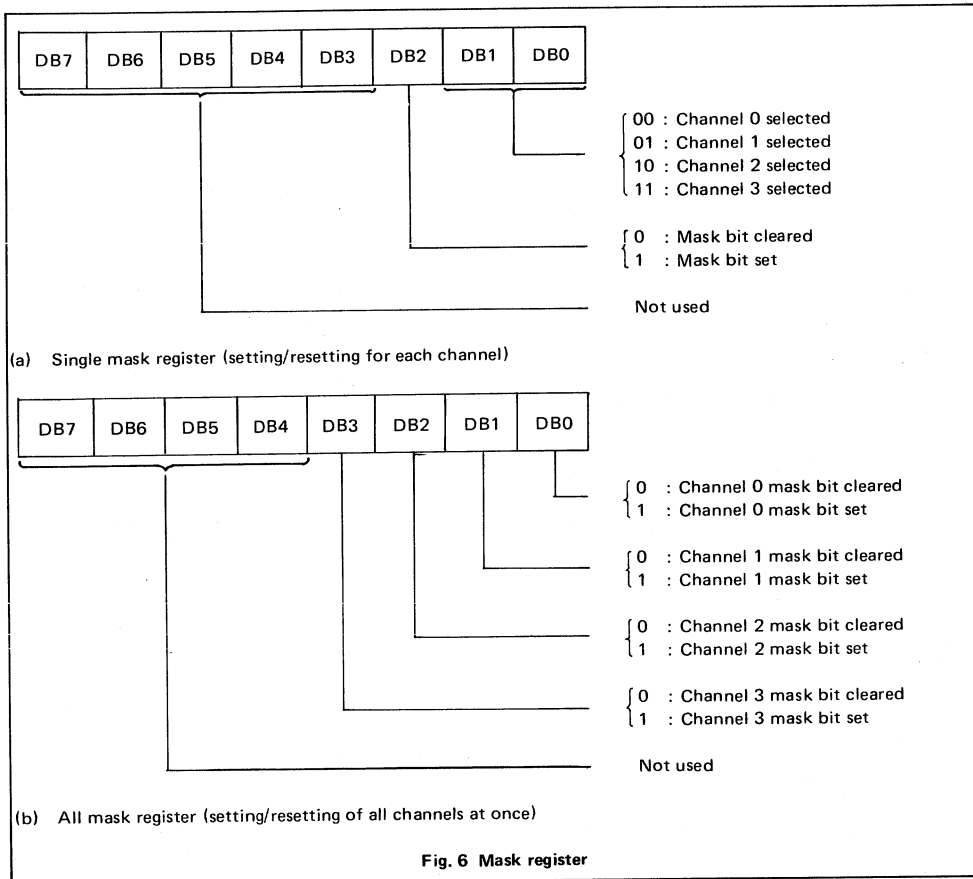 DB7 DB6 DB5 DB4 DB3 DB2 DB1 DB0
00 : Channel 0 selected
01 : Channel 1 selected
10 : Channel 2 selected
11 : Channel 3 selected
0 : Mask bit cleared
1 : Mask bit set
Not used
(a) Single mask register (setting/resetting for each channel)
DB7 DB6 DB5 DB4 DB3 DB2 DB1 DB0
0 : Channel 0 mask bit cleared
1 : Channel 0 mask bit set
0 : Channel 1 mask bit cleared
1 : Channel 1 mask bit set
0 : Channel 2 mask bit cleared
1 : Channel 2 mask bit set
0 : Channel 3 mask bit cleared
1 : Channel 3 mask bit set
Not used
(b) All mask register (setting/resetting of all channels at once)
Fig. 6 Mask register